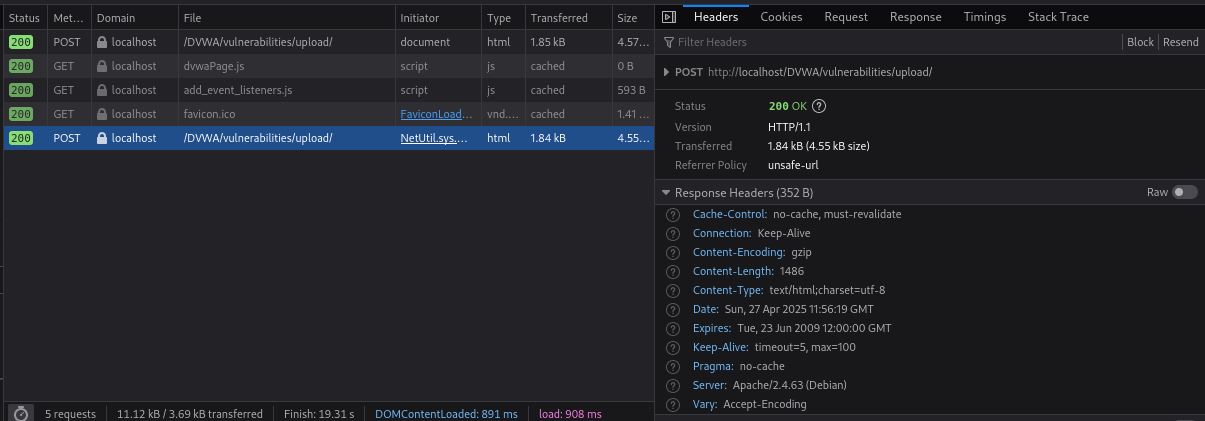 Status Met... Domain File Initiator Type Transferred Size
200 POST localhost /DVWA/vulnerabilities/upload/ document html 1.85 kB 4.57...
200 GET localhost dvwaPage.js script js cached 0 B
200 GET localhost add_event_listeners.js script js cached 593 B
200 GET localhost favicon.ico FaviconLoad... vnd.... cached 1.41 ...
200 POST localhost /DVWA/vulnerabilities/upload/ NetUtil.sys.... html 1.84 kB 4.55...
5 requests 11.12 kB / 3.69 kB transferred Finish: 19.31 s DOMContentLoaded: 891 ms load: 908 ms
Headers Cookies Request Response Timings Stack Trace
Filter Headers Block Resend
POST http://localhost/DVWA/vulnerabilities/upload/
Status 200 OK ?
Version HTTP/1.1
Transferred 1.84 kB (4.55 kB size)
Referrer Policy unsafe-url
Response Headers (352 B) Raw
? Cache-Control: no-cache, must-revalidate
? Connection: Keep-Alive
? Content-Encoding: gzip
? Content-Length: 1486
? Content-Type: text/html;charset=utf-8
? Date: Sun, 27 Apr 2025 11:56:19 GMT
? Expires: Tue, 23 Jun 2009 12:00:00 GMT
? Keep-Alive: timeout=5, max=100
? Pragma: no-cache
? Server: Apache/2.4.63 (Debian)
? Vary: Accept-Encoding